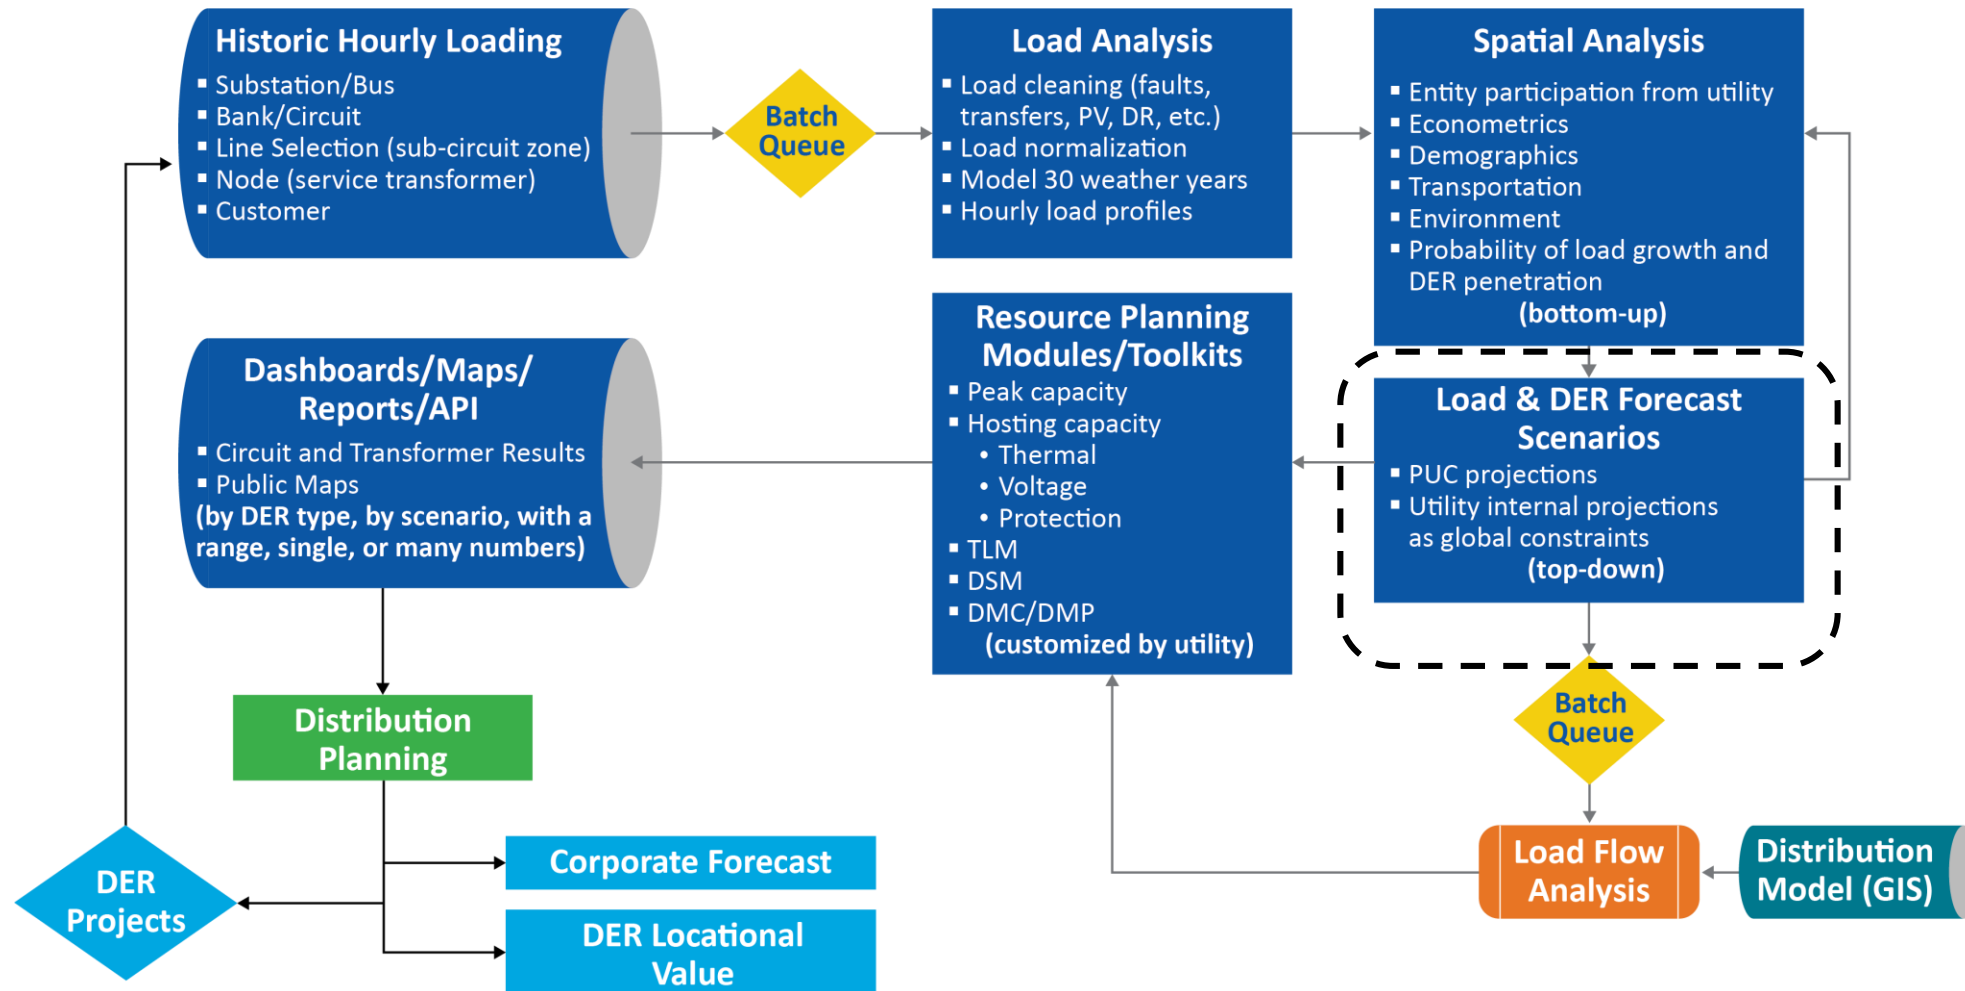 Historic Hourly Loading
▪ Substation/Bus
▪ Bank/Circuit
▪ Line Selection (sub-circuit zone)
▪ Node (service transformer)
▪ Customer
Batch
Queue
Load Analysis
▪ Load cleaning (faults,
transfers, PV, DR, etc.)
▪ Load normalization
▪ Model 30 weather years
▪ Hourly load profiles
Spatial Analysis
▪ Entity participation from utility
▪ Econometrics
▪ Demographics
▪ Transportation
▪ Environment
▪ Probability of load growth and
DER penetration
(bottom-up)
Dashboards/Maps/
Reports/API
▪ Circuit and Transformer Results
▪ Public Maps
(by DER type, by scenario, with a
range, single, or many numbers)
Resource Planning
Modules/Toolkits
▪ Peak capacity
▪ Hosting capacity
• Thermal
• Voltage
• Protection
▪ TLM
▪ DSM
▪ DMC/DMP
(customized by utility)
Load & DER Forecast
Scenarios
▪ PUC projections
▪ Utility internal projections
as global constraints
(top-down)
Distribution
Planning
Batch
Queue
DER
Projects
Corporate Forecast
DER Locational
Value
Load Flow
Analysis
Distribution
Model (GIS)